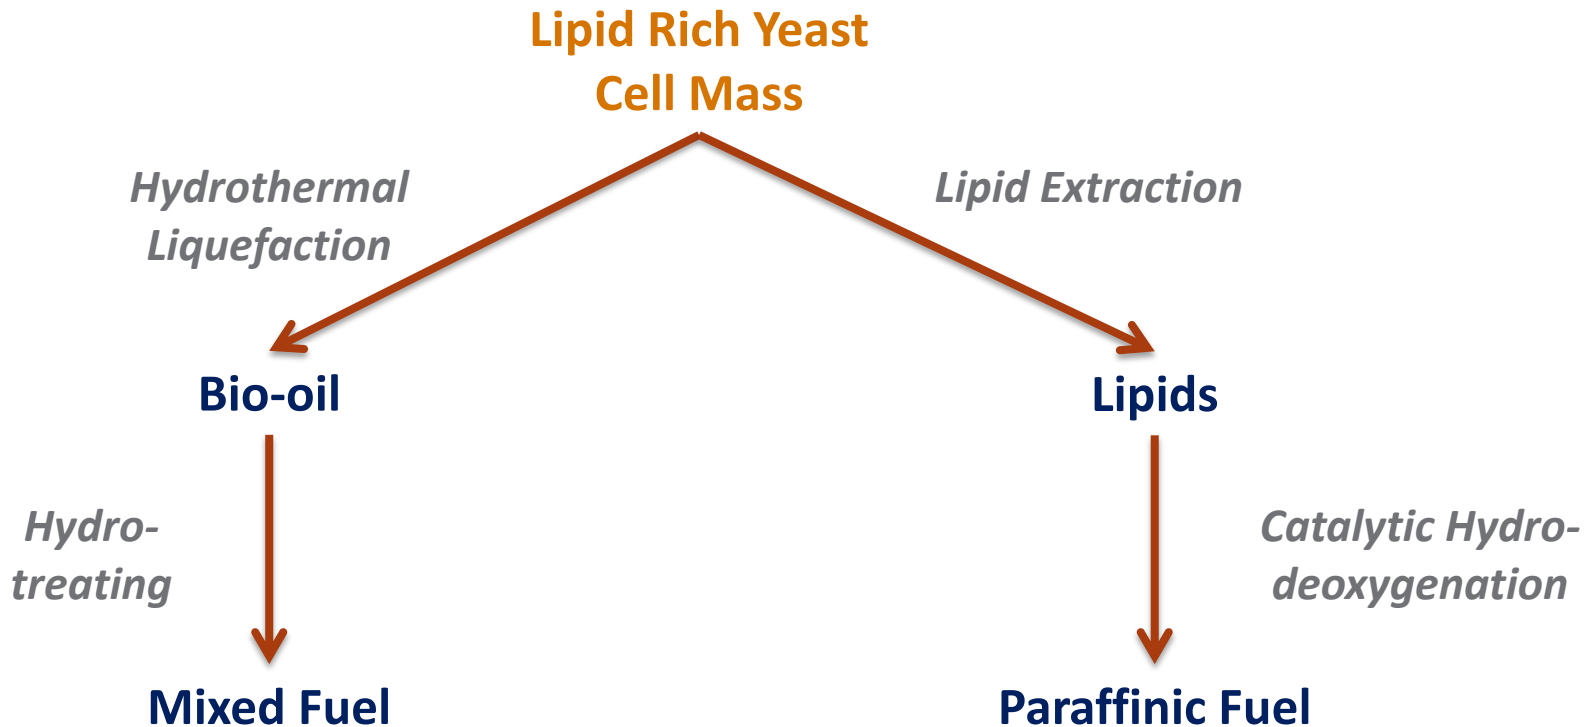 Lipid Rich Yeast
Cell Mass
Hydrothermal
Liquefaction
Lipid Extraction
Bio-oil
Lipids
Hydro-
treating
Catalytic Hydro-
deoxygenation
Mixed Fuel
Paraffinic Fuel